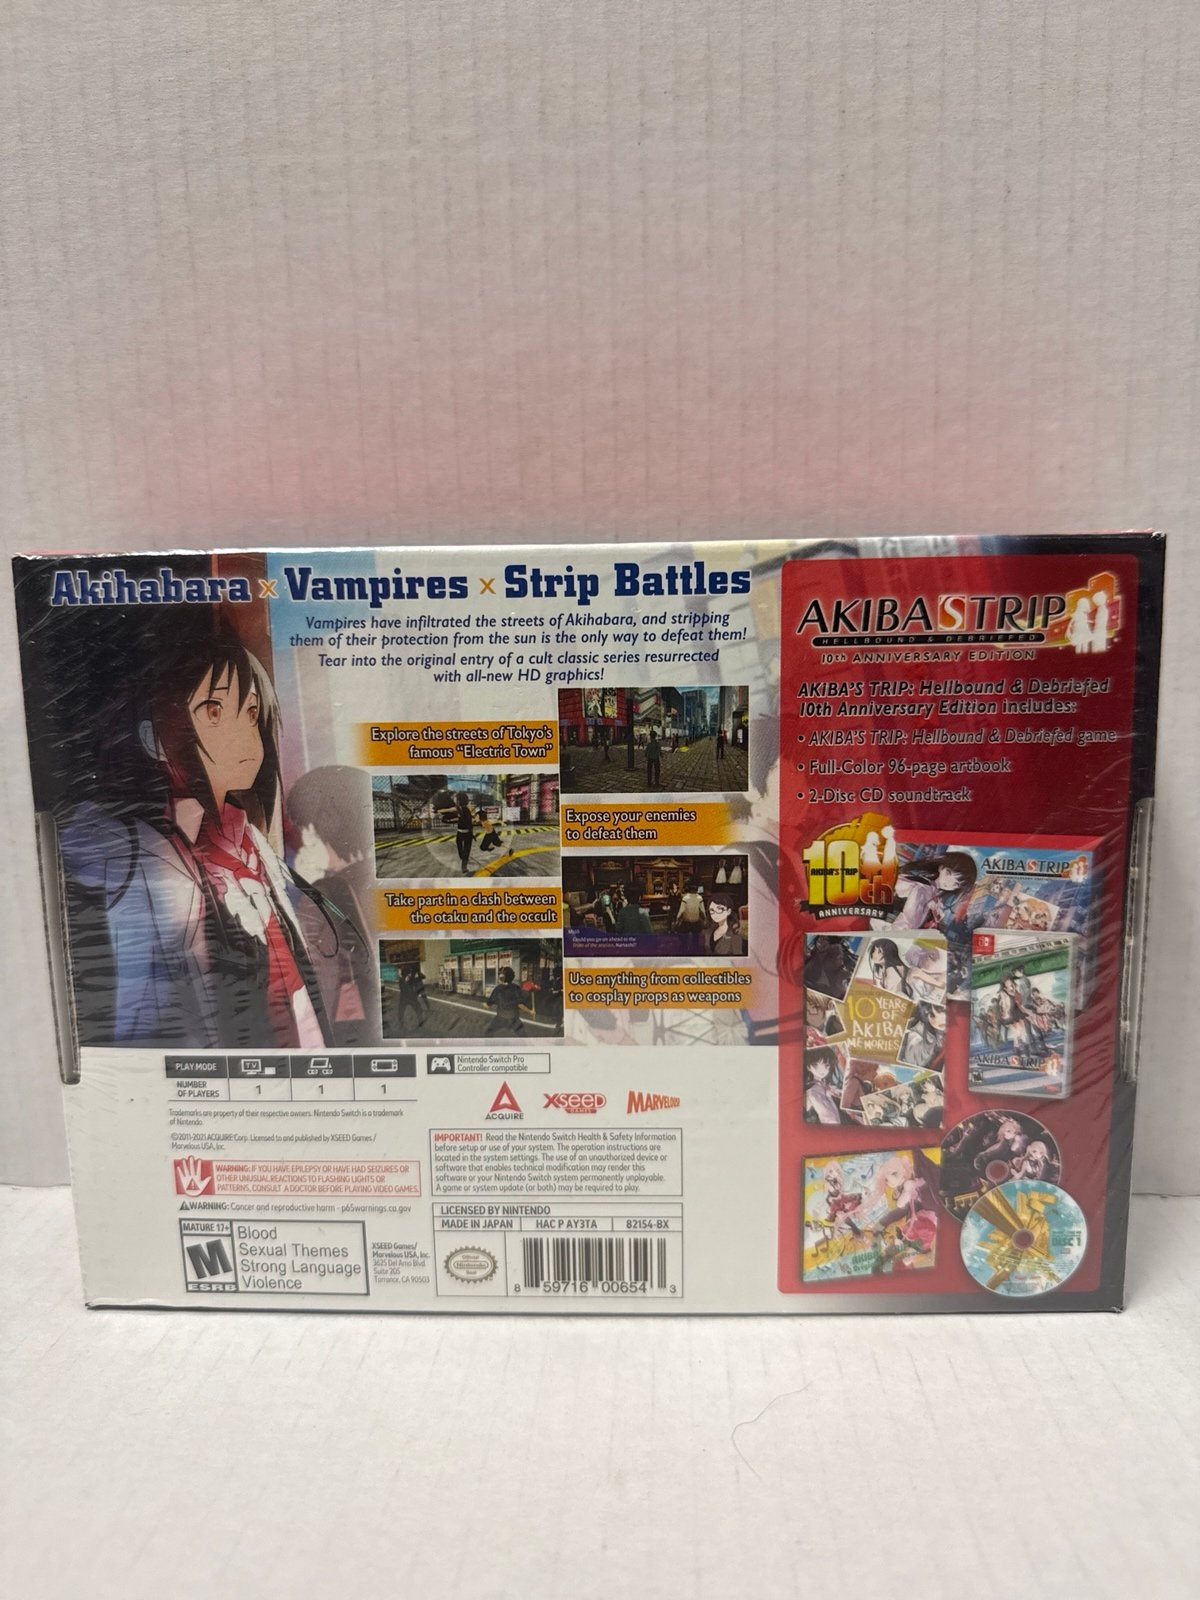 Akihabara x Vampires x Strip Battles
Vampires have infiltrated the streets of Akihabara, and stripping
them of their protection from the sun is the only way to defeat them!
Tear into the original entry of a cult classic series resurrected
with all-new HD graphics!
Explore the streets of Tokyo's
famous "Electric Town"
Expose your enemies
to defeat them
Take part in a clash between
the otaku and the occult
Use anything from collectibles
to cosplay props as weapons
PLAY MODE
TV
NUMBER
OF PLAYERS
1
1
1
Nintendo Switch Pro
Controller compatible
Trademarks are property of their respective owners. Nintendo Switch is a trademark
of Nintendo.
©2011-2021 ACQUIRE Corp. Licensed to and published by XSEED Games/
Marvelous USA, Inc.
ACQUIRE
XSEED
GAMES
MARVELOUS!
WARNING: IF YOU HAVE EPILEPSY OR HAVE HAD SEIZURES OR
OTHER UNUSUAL REACTIONS TO FLASHING LIGHTS OR
PATTERNS, CONSULT A DOCTOR BEFORE PLAYING VIDEO GAMES.
WARNING: Cancer and reproductive harm - p65warnings.ca.gov
IMPORTANT! Read the Nintendo Switch Health & Safety Information
before setup or use of your system. The operation instructions are
located in the system settings. The use of an unauthorized device or
software that enables technical modification may render this
software or your Nintendo Switch system permanently unplayable.
A game or system update (or both) may be required to play.
MATURE 17+
M
ESRB
Blood
Sexual Themes
Strong Language
Violence
XSEED Games/
Marvelous USA, Inc.
3625 Del Amo Blvd.
Suite 205
Torrance, CA 90503
LICENSED BY NINTENDO
MADE IN JAPAN
HAC P AY3TA
82154-BX
Official
Nintendo
Seal
8 59716 00654 3
AKIBA'S TRIP
HELLBOUND & DEBRIEFED
10th ANNIVERSARY EDITION
AKIBA'S TRIP: Hellbound & Debriefed
10th Anniversary Edition includes:
• AKIBA'S TRIP: Hellbound & Debriefed game
• Full-Color 96-page artbook
• 2-Disc CD soundtrack
10th
AKIBA'S TRIP
ANNIVERSARY
AKIBA'S TRIP
10 YEARS
OF
AKIBA
MEMORIES
AKIBA'S TRIP
DISC 1